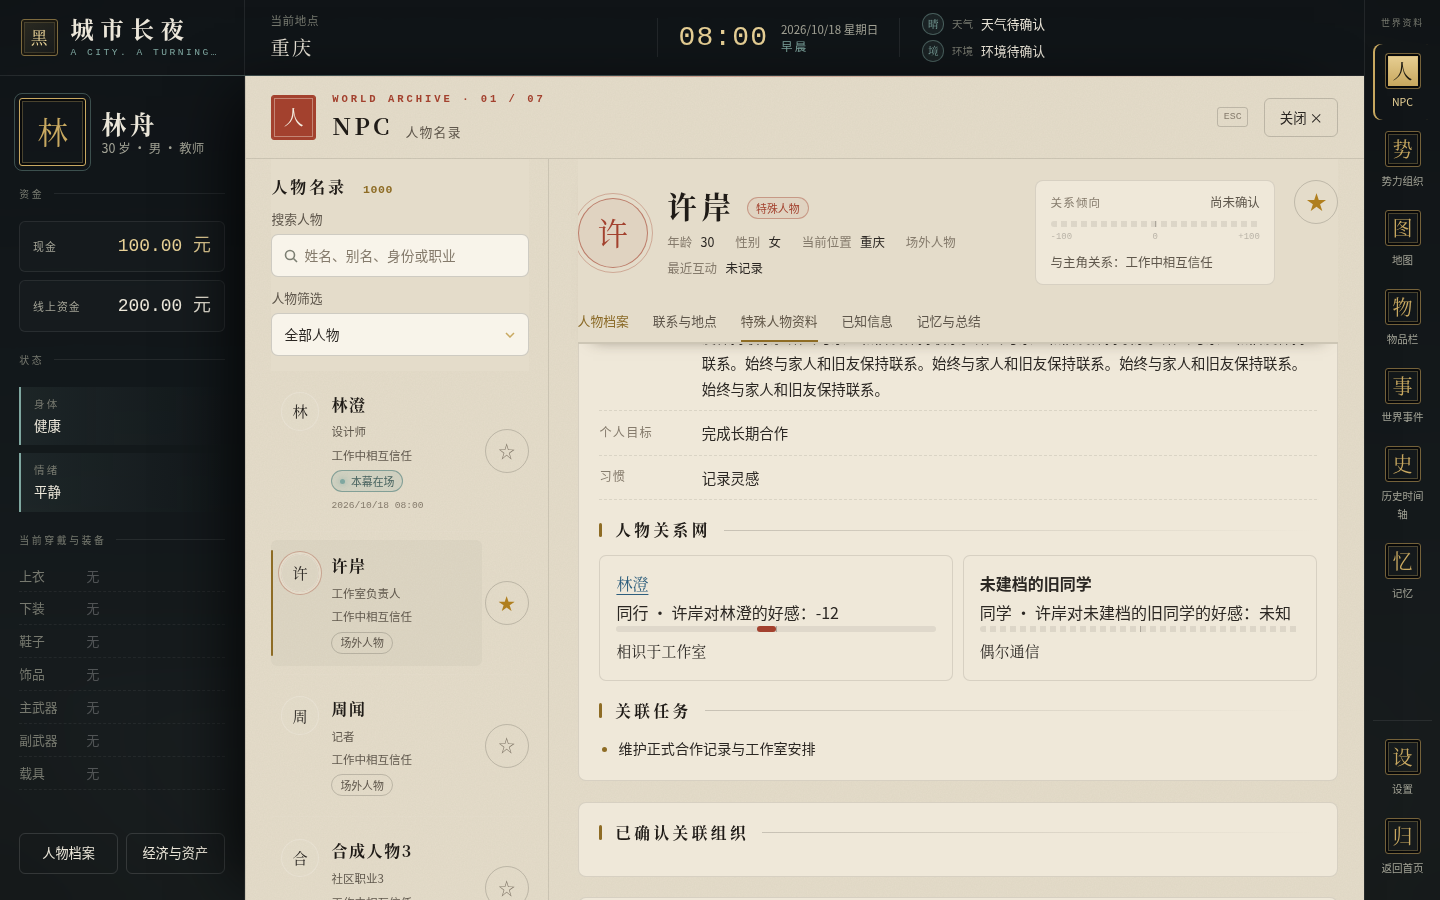 黑
城市长夜
A CITY. A TURNING…
当前地点
重庆
08:00
2026/10/18 星期日
早晨
晴 天气 天气待确认
境 环境 环境待确认
林
林舟
30 岁 · 男 · 教师
资金
现金 100.00 元
线上资金 200.00 元
状态
身体
健康
情绪
平静
当前穿戴与装备
上衣 无
下装 无
鞋子 无
饰品 无
主武器 无
副武器 无
载具 无
人物档案
经济与资产
人
WORLD ARCHIVE · 01 / 07
NPC 人物名录
ESC
关闭 ×
人物名录 1000
搜索人物
姓名、别名、身份或职业
人物筛选
全部人物
林
林澄
设计师
工作中相互信任
本幕在场
2026/10/18 08:00
☆
许
许岸
工作室负责人
工作中相互信任
场外人物
★
周
周闻
记者
工作中相互信任
场外人物
☆
合
合成人物3
社区职业3
☆
许
许岸 特殊人物
年龄 30 性别 女 当前位置 重庆 场外人物
最近互动 未记录
关系倾向 尚未确认
-100 0 +100
与主角关系：工作中相互信任
★
人物档案 联系与地点 特殊人物资料 已知信息 记忆与总结
联系。始终与家人和旧友保持联系。始终与家人和旧友保持联系。始终与家人和旧友保持联系。
始终与家人和旧友保持联系。
个人目标 完成长期合作
习惯 记录灵感
人物关系网
林澄
同行 · 许岸对林澄的好感：-12
相识于工作室
未建档的旧同学
同学 · 许岸对未建档的旧同学的好感：未知
偶尔通信
关联任务
维护正式合作记录与工作室安排
已确认关联组织
世界资料
人
NPC
势
势力组织
图
地图
物
物品栏
事
世界事件
史
历史时间
轴
忆
记忆
设
设置
归
返回首页